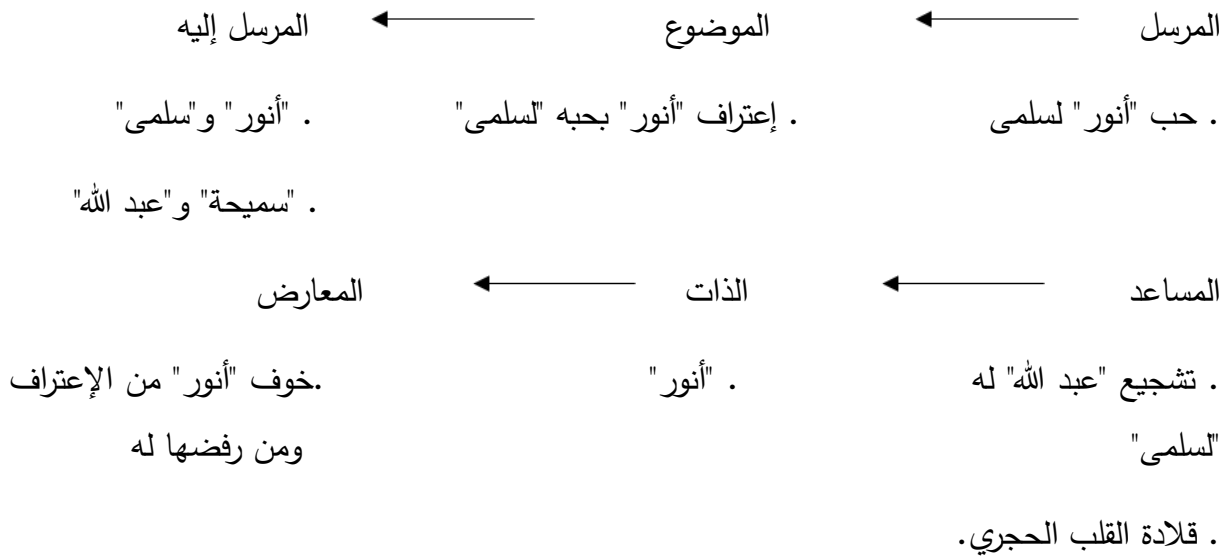 المرسل الموضوع المرسل إليه
. حب "أنور" لسلمى . إعتراف "أنور" بحبه "لسلمى" . "أنور" و"سلمى"
. "سميحة" و"عبد الله"
المساعد الذات المعارض
. تشجيع "عبد الله" له . "أنور" .خوف "أنور" من الإعتراف
"لسلمى" ومن رفضها له
. قلادة القلب الحجري.